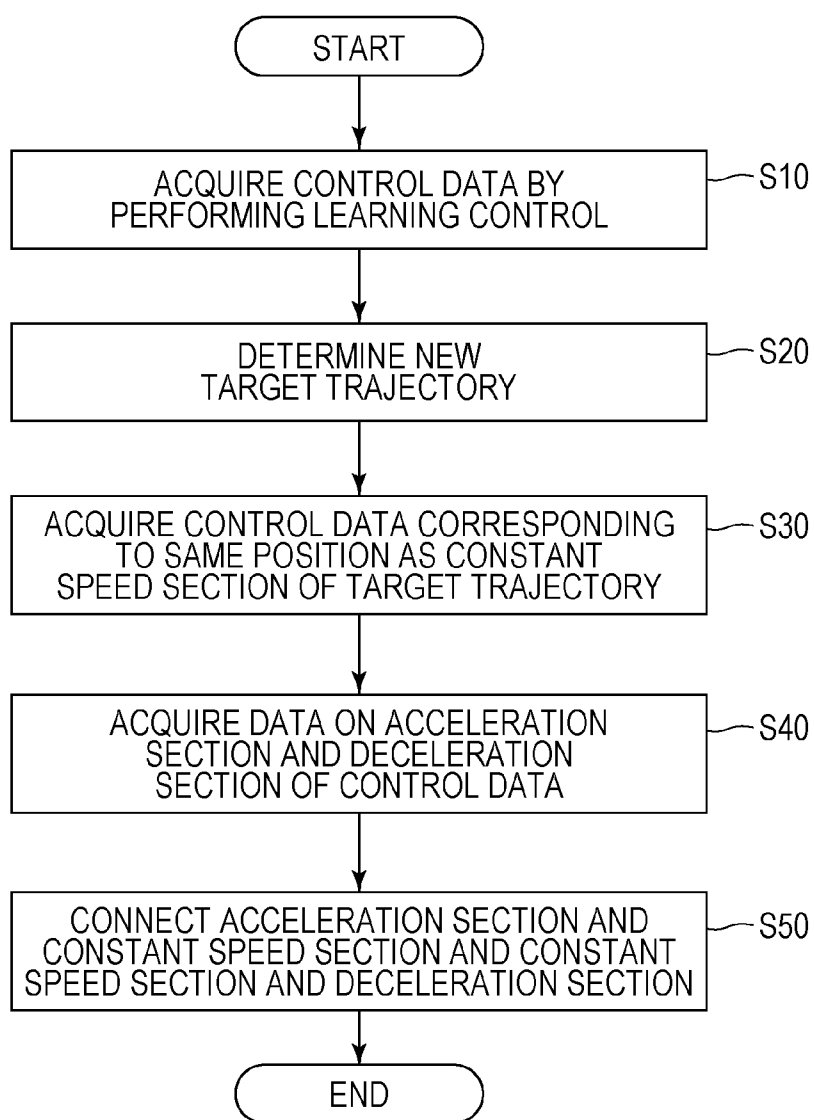 START
ACQUIRE CONTROL DATA BY
PERFORMING LEARNING CONTROL
S10
DETERMINE NEW
TARGET TRAJECTORY
S20
ACQUIRE CONTROL DATA CORRESPONDING
TO SAME POSITION AS CONSTANT
SPEED SECTION OF TARGET TRAJECTORY
S30
ACQUIRE DATA ON ACCELERATION
SECTION AND DECELERATION
SECTION OF CONTROL DATA
S40
CONNECT ACCELERATION SECTION AND
CONSTANT SPEED SECTION AND CONSTANT
SPEED SECTION AND DECELERATION SECTION
S50
END